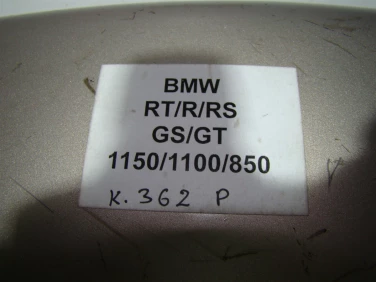 BMW
RT/R/RS
GS/GT
1150/1100/850
K. 362 P